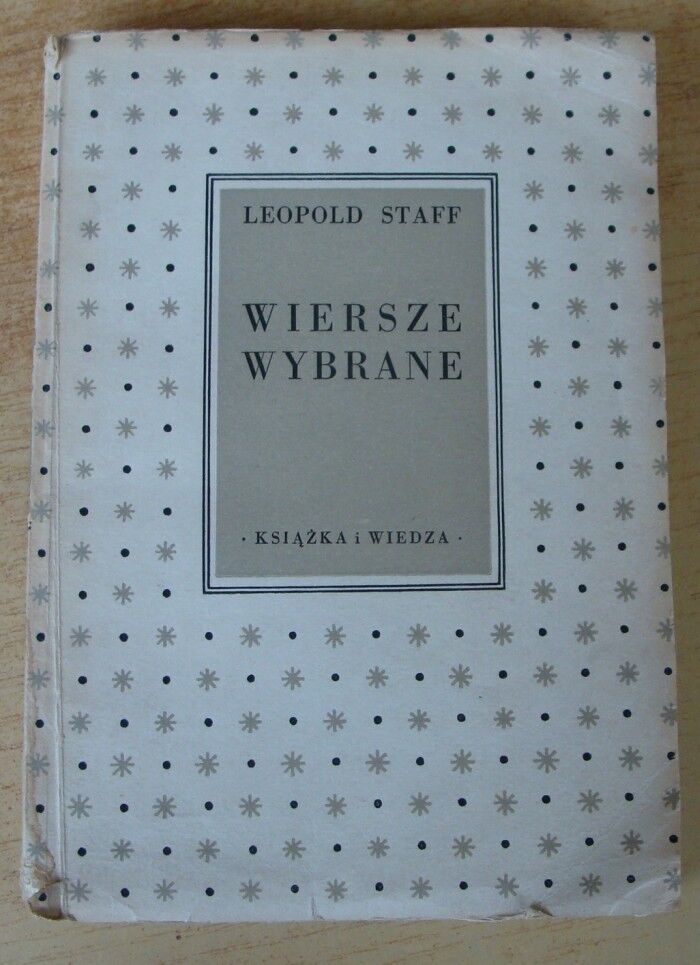 LEOPOLD STAFF
WIERSZE
WYBRANE
· KSIĄŻKA i WIEDZA ·